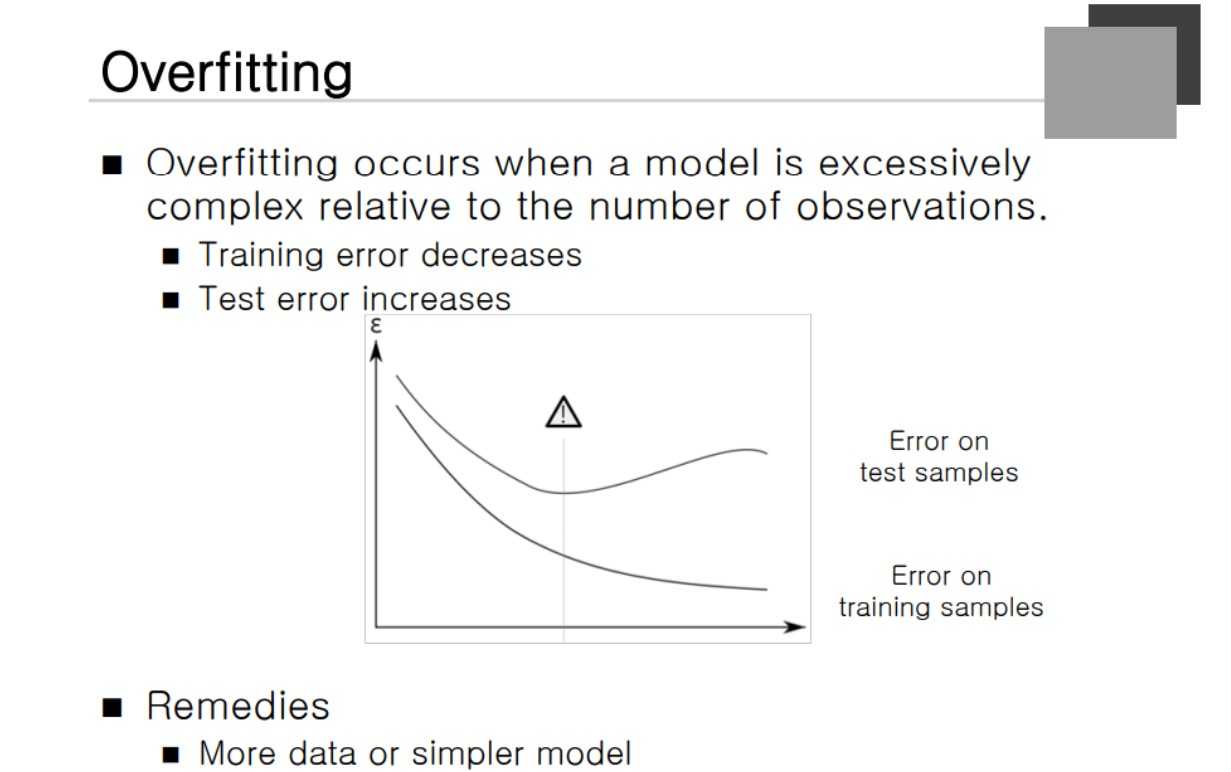 Overfitting
Overfitting occurs when a model is excessively
complex relative to the number of observations.
Training error decreases
Test error increases
ε
Error on
test samples
Error on
training samples
Remedies
More data or simpler model